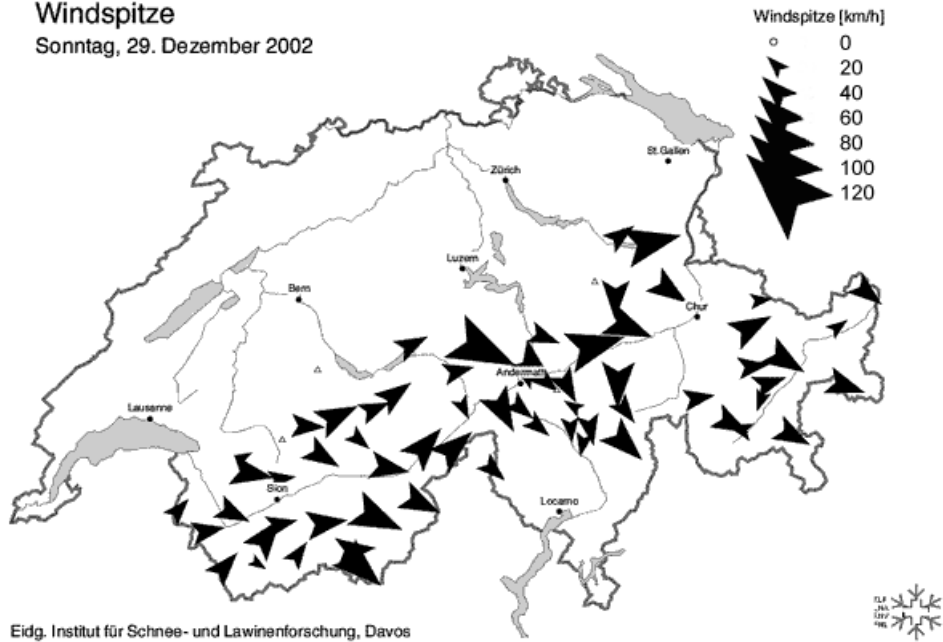 Windspitze
Sonntag, 29. Dezember 2002
Windspitze [km/h]
0
20
40
60
80
100
120
St.Gallen
Zürich
Luzern
Bern
Chur
Andermatt
Lausanne
Sion
Locarno
Eidg. Institut für Schnee- und Lawinenforschung, Davos